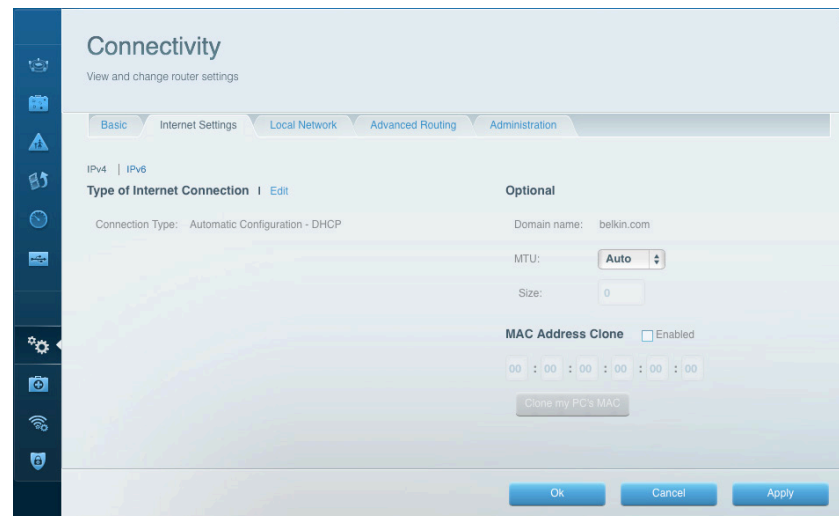 Connectivity
View and change router settings
Basic
Internet Settings
Local Network
Advanced Routing
Administration
IPv4 | IPv6
Type of Internet Connection | Edit
Connection Type: Automatic Configuration - DHCP
Optional
Domain name: belkin.com
MTU: Auto
Size: 0
MAC Address Clone Enabled
00 : 00 : 00 : 00 : 00 : 00
Clone my PC's MAC
Ok
Cancel
Apply